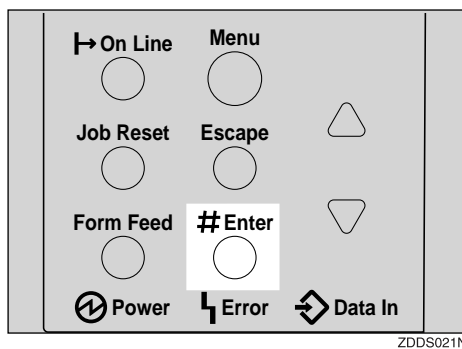 On Line Menu
Job Reset Escape
Form Feed # Enter
Power Error Data In
ZDDS021N